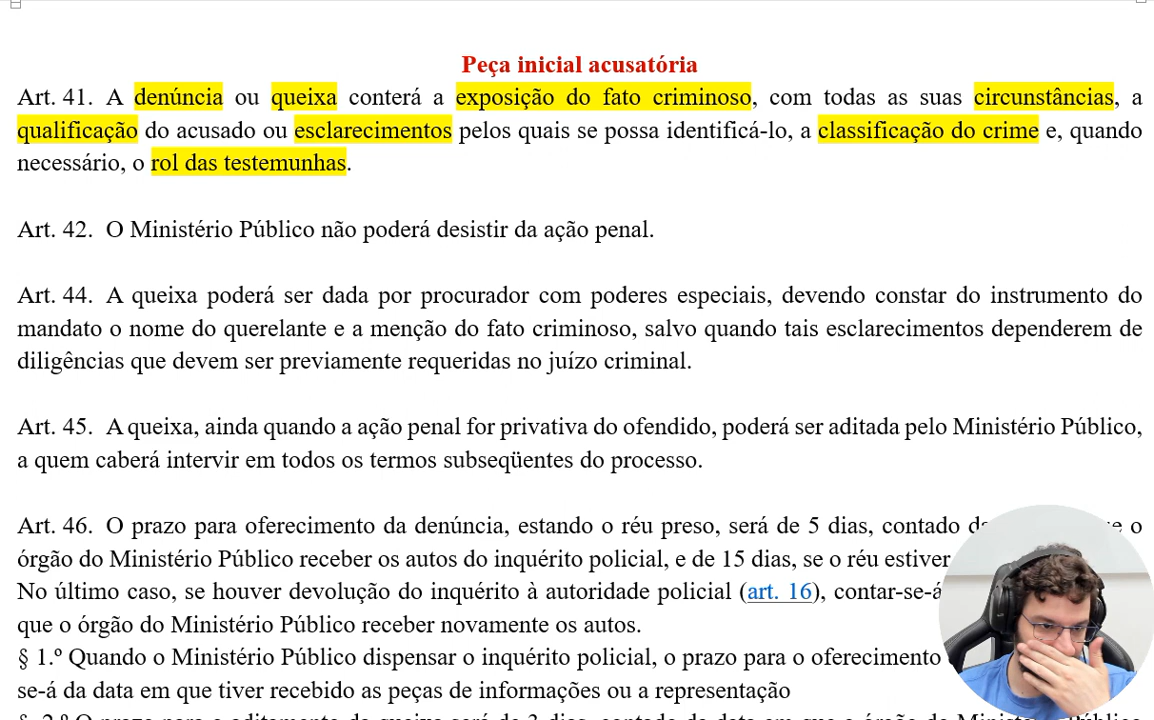 Peça inicial acusatória
Art. 41. A denúncia ou queixa conterá a exposição do fato criminoso, com todas as suas circunstâncias, a
qualificação do acusado ou esclarecimentos pelos quais se possa identificá-lo, a classificação do crime e, quando
necessário, o rol das testemunhas.
Art. 42. O Ministério Público não poderá desistir da ação penal.
Art. 44. A queixa poderá ser dada por procurador com poderes especiais, devendo constar do instrumento do
mandato o nome do querelante e a menção do fato criminoso, salvo quando tais esclarecimentos dependerem de
diligências que devem ser previamente requeridas no juízo criminal.
Art. 45. A queixa, ainda quando a ação penal for privativa do ofendido, poderá ser aditada pelo Ministério Público,
a quem caberá intervir em todos os termos subseqüentes do processo.
Art. 46. O prazo para oferecimento da denúncia, estando o réu preso, será de 5 dias, contado o
órgão do Ministério Público receber os autos do inquérito policial, e de 15 dias, se o réu estiver
No último caso, se houver devolução do inquérito à autoridade policial (art. 16), contar-se-á
que o órgão do Ministério Público receber novamente os autos.
§ 1.º Quando o Ministério Público dispensar o inquérito policial, o prazo para o oferecimento
se-á da data em que tiver recebido as peças de informações ou a representação